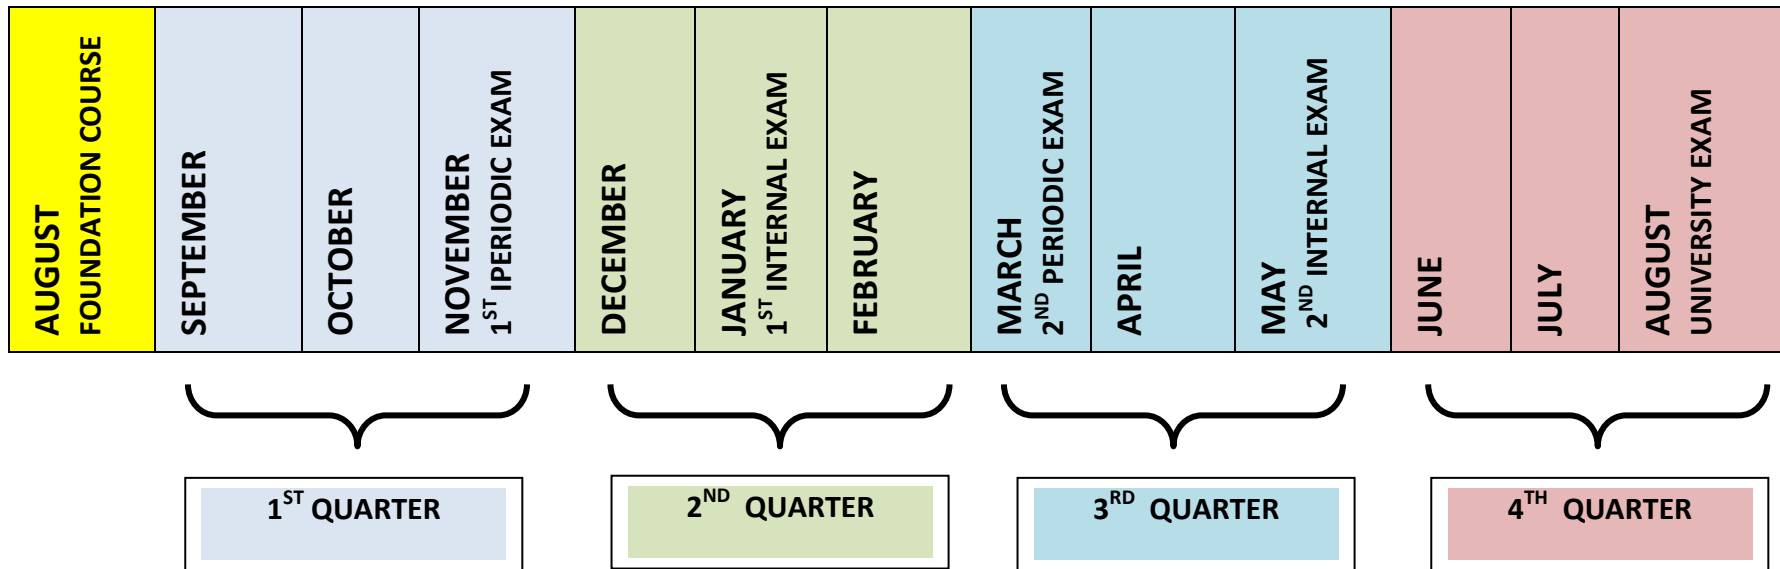 AUGUST
FOUNDATION COURSE
SEPTEMBER
OCTOBER
NOVEMBER
1ST IPERIODIC EXAM
DECEMBER
JANUARY
1ST INTERNAL EXAM
FEBRUARY
MARCH
2ND PERIODIC EXAM
APRIL
MAY
2ND INTERNAL EXAM
JUNE
JULY
AUGUST
UNIVERSITY EXAM
1ST QUARTER
2ND QUARTER
3RD QUARTER
4TH QUARTER